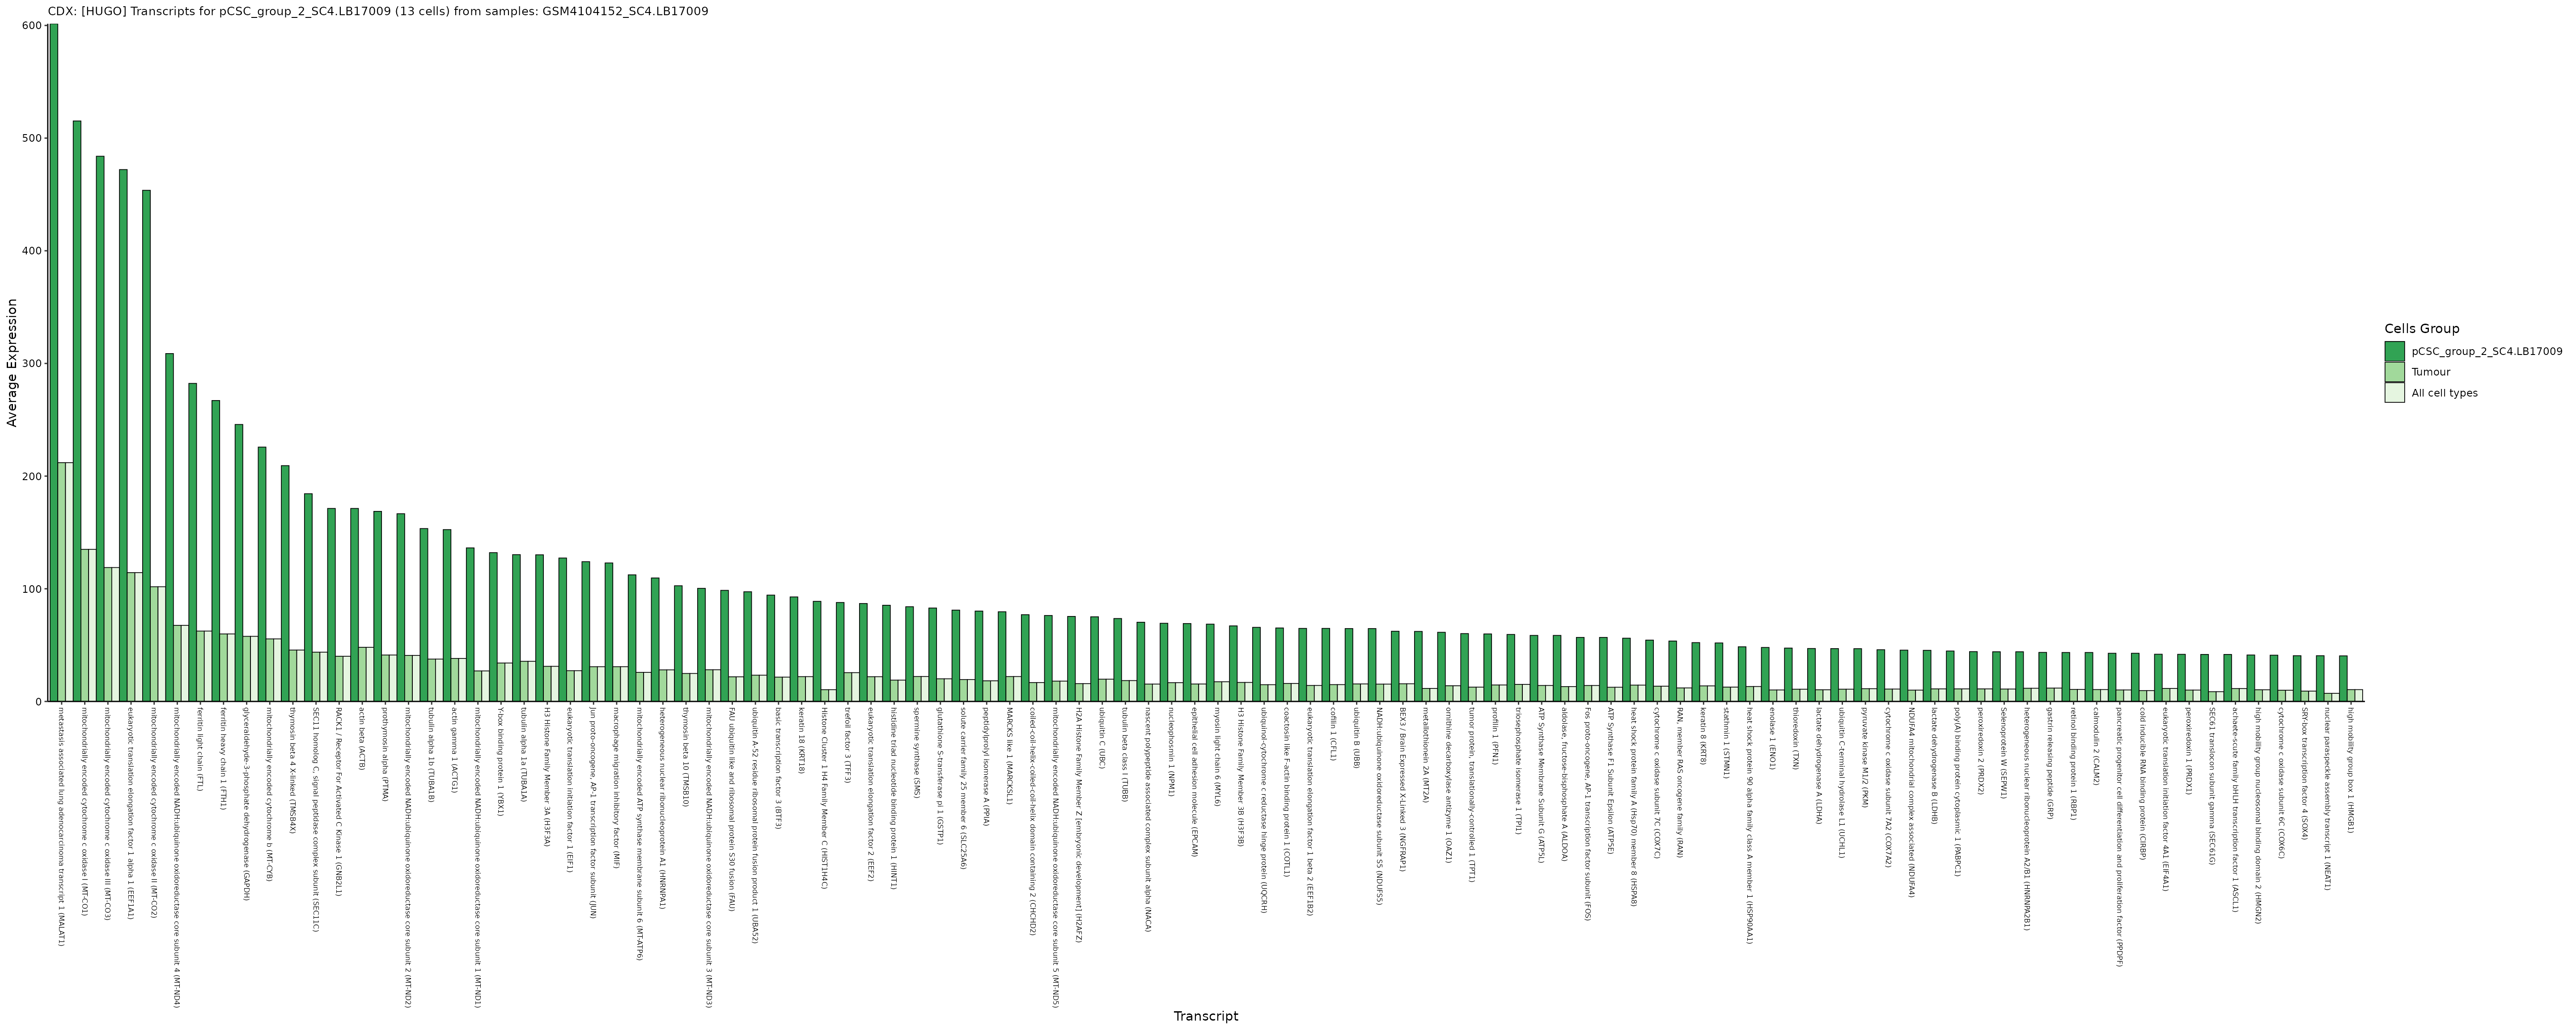 CDX: [HUGO] Transcripts for pCSC_group_2_SC4.LB17009 (13 cells) from samples: GSM4104152_SC4.LB17009
Average Expression
600
500
400
300
200
100
0
metastasis associated lung adenocarcinoma transcript 1 (MALAT1)
mitochondrially encoded cytochrome c oxidase I (MT-CO1)
mitochondrially encoded cytochrome c oxidase III (MT-CO3)
eukaryotic translation elongation factor 1 alpha 1 (EEF1A1)
mitochondrially encoded cytochrome c oxidase II (MT-CO2)
mitochondrially encoded NADH:ubiquinone oxidoreductase core subunit 4 (MT-ND4)
ferritin light chain (FTL)
ferritin heavy chain 1 (FTH1)
glyceraldehyde-3-phosphate dehydrogenase (GAPDH)
mitochondrially encoded cytochrome b (MT-CYB)
thymosin beta 4 X-linked (TMSB4X)
SEC11 homolog C, signal peptidase complex subunit (SEC11C)
RACK1 / Receptor For Activated C Kinase 1 (GNB2L1)
actin beta (ACTB)
prothymosin alpha (PTMA)
mitochondrially encoded NADH:ubiquinone oxidoreductase core subunit 2 (MT-ND2)
tubulin alpha 1b (TUBA1B)
actin gamma 1 (ACTG1)
mitochondrially encoded NADH:ubiquinone oxidoreductase core subunit 1 (MT-ND1)
Y-box binding protein 1 (YBX1)
tubulin alpha 1a (TUBA1A)
H3 Histone Family Member 3A (H3F3A)
eukaryotic translation initiation factor 1 (EIF1)
Jun proto-oncogene, AP-1 transcription factor subunit (JUN)
macrophage migration inhibitory factor (MIF)
mitochondrially encoded ATP synthase membrane subunit 6 (MT-ATP6)
heterogeneous nuclear ribonucleoprotein A1 (HNRNPA1)
thymosin beta 10 (TMSB10)
mitochondrially encoded NADH:ubiquinone oxidoreductase core subunit 3 (MT-ND3)
FAU ubiquitin like and ribosomal protein S30 fusion (FAU)
ubiquitin A-52 residue ribosomal protein fusion product 1 (UBA52)
basic transcription factor 3 (BTF3)
keratin 18 (KRT18)
Histone Cluster 1 H4 Family Member C (HIST1H4C)
trefoil factor 3 (TFF3)
eukaryotic translation elongation factor 2 (EEF2)
histidine triad nucleotide binding protein 1 (HINT1)
spermine synthase (SMS)
glutathione S-transferase pi 1 (GSTP1)
solute carrier family 25 member 6 (SLC25A6)
peptidylprolyl isomerase A (PPIA)
MARCKS like 1 (MARCKSL1)
coiled-coil-helix-coiled-coil-helix domain containing 2 (CHCHD2)
mitochondrially encoded NADH:ubiquinone oxidoreductase core subunit 5 (MT-ND5)
H2A Histone Family Member Z [embryonic development] (H2AFZ)
ubiquitin C (UBC)
tubulin beta class I (TUBB)
nascent polypeptide associated complex subunit alpha (NACA)
nucleophosmin 1 (NPM1)
epithelial cell adhesion molecule (EPCAM)
myosin light chain 6 (MYL6)
H3 Histone Family Member 3B (H3F3B)
ubiquinol-cytochrome c reductase hinge protein (UQCRH)
coactosin like F-actin binding protein 1 (COTL1)
eukaryotic translation elongation factor 1 beta 2 (EEF1B2)
cofilin 1 (CFL1)
ubiquitin B (UBB)
NADH:ubiquinone oxidoreductase subunit S5 (NDUFS5)
BEX3 / Brain Expressed X-Linked 3 (NGFRAP1)
metallothionein 2A (MT2A)
ornithine decarboxylase antizyme 1 (OAZ1)
tumor protein, translationally-controlled 1 (TPT1)
profilin 1 (PFN1)
triosephosphate isomerase 1 (TPI1)
ATP Synthase Membrane Subunit G (ATP5L)
aldolase, fructose-bisphosphate A (ALDOA)
Fos proto-oncogene, AP-1 transcription factor subunit (FOS)
ATP Synthase F1 Subunit Epsilon (ATP5E)
heat shock protein family A (Hsp70) member 8 (HSPA8)
cytochrome c oxidase subunit 7C (COX7C)
RAN, member RAS oncogene family (RAN)
keratin 8 (KRT8)
stathmin 1 (STMN1)
heat shock protein 90 alpha family class A member 1 (HSP90AA1)
enolase 1 (ENO1)
thioredoxin (TXN)
lactate dehydrogenase A (LDHA)
ubiquitin C-terminal hydrolase L1 (UCHL1)
pyruvate kinase M1/2 (PKM)
cytochrome c oxidase subunit 7A2 (COX7A2)
NDUFA4 mitochondrial complex associated (NDUFA4)
lactate dehydrogenase B (LDHB)
poly(A) binding protein cytoplasmic 1 (PABPC1)
peroxiredoxin 2 (PRDX2)
Selenoprotein W (SEPW1)
heterogeneous nuclear ribonucleoprotein A2/B1 (HNRNPA2B1)
gastrin releasing peptide (GRP)
retinol binding protein 1 (RBP1)
calmodulin 2 (CALM2)
pancreatic progenitor cell differentiation and proliferation factor (PPDPF)
cold inducible RNA binding protein (CIRBP)
eukaryotic translation initiation factor 4A1 (EIF4A1)
peroxiredoxin 1 (PRDX1)
SEC61 translocon subunit gamma (SEC61G)
achaete-scute family bHLH transcription factor 1 (ASCL1)
high mobility group nucleosomal binding domain 2 (HMGN2)
cytochrome c oxidase subunit 6C (COX6C)
SRY-box transcription factor 4 (SOX4)
nuclear paraspeckle assembly transcript 1 (NEAT1)
high mobility group box 1 (HMGB1)
Transcript
Cells Group
pCSC_group_2_SC4.LB17009
Tumour
All cell types